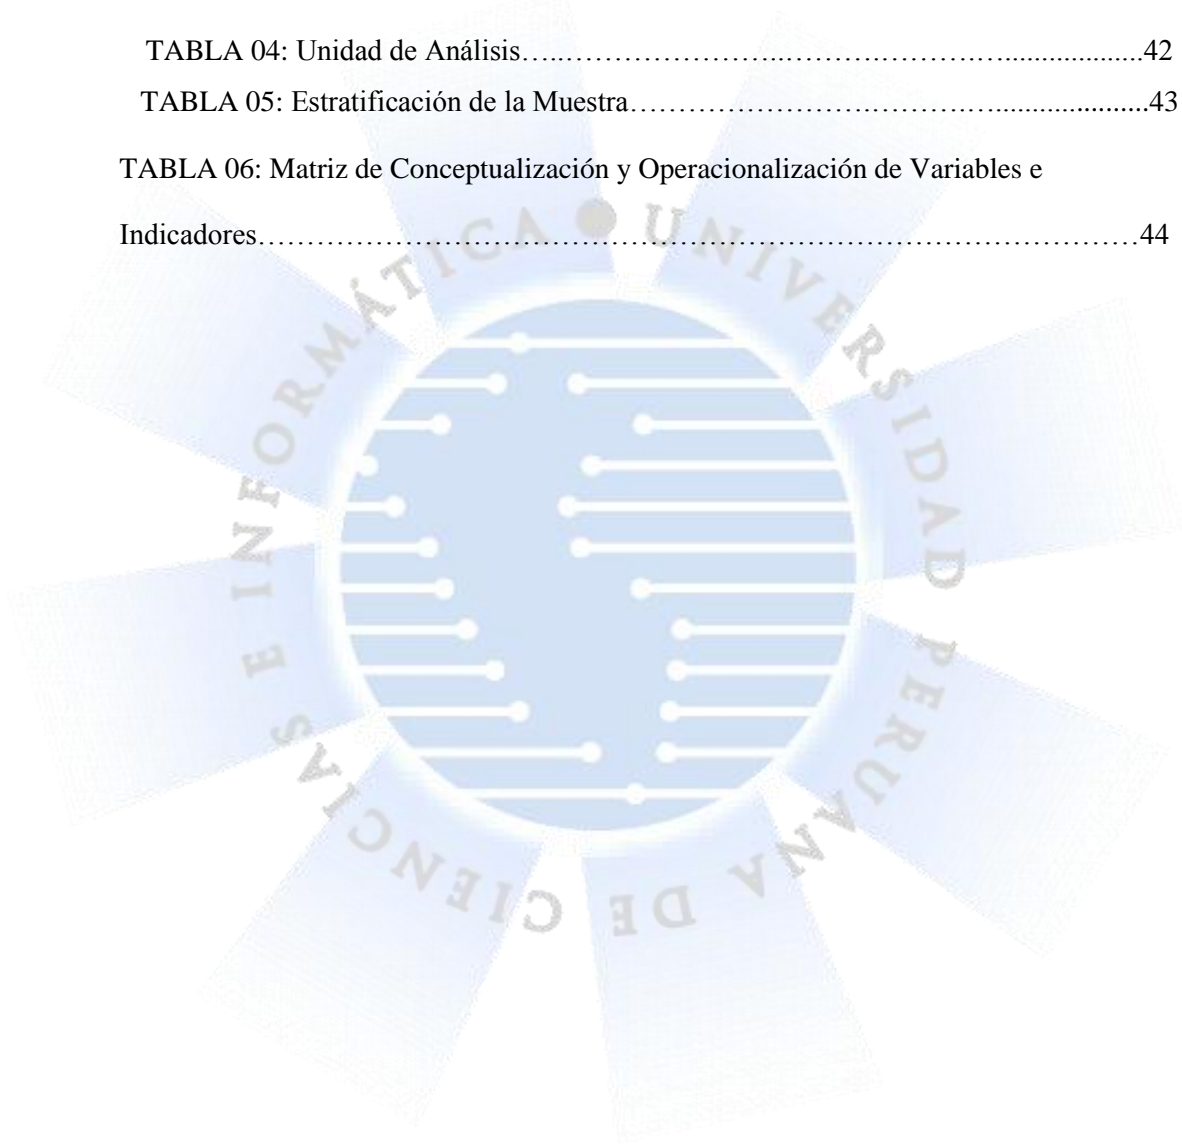 TABLA 04: Unidad de Análisis…..…………………..…………………...................42
TABLA 05: Estratificación de la Muestra…………………………………......................43
TABLA 06: Matriz de Conceptualización y Operacionalización de Variables e
Indicadores……………………………………………………………………………44
UNIVERSIDAD PERUANA DE CIENCIAS E INFORMÁTICA